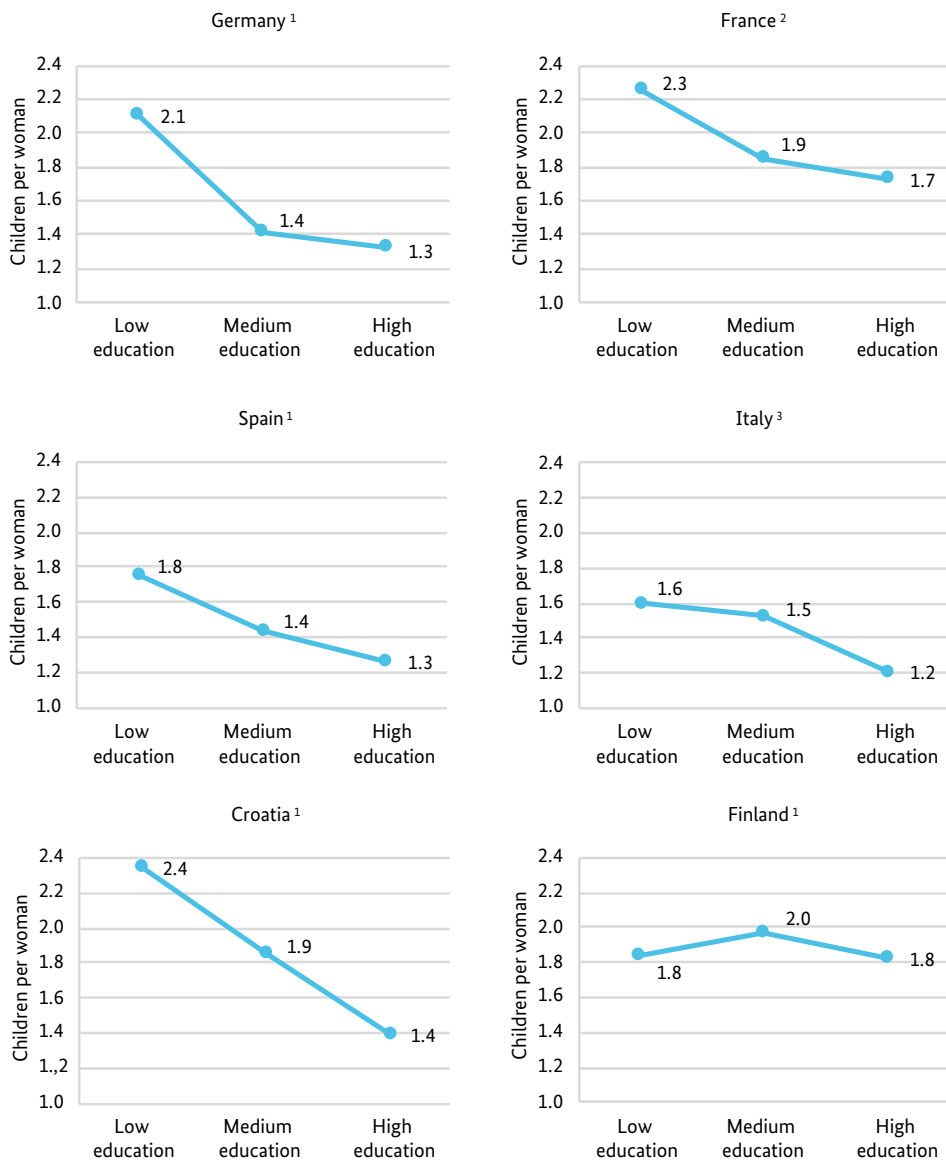 Germany ¹
Children per woman
2.4
2.2
2.0
1.8
1.6
1.4
1.2
1.0
2.1
1.4
1.3
Low education
Medium education
High education
France ²
Children per woman
2.4
2.2
2.0
1.8
1.6
1.4
1.2
1.0
2.3
1.9
1.7
Low education
Medium education
High education
Spain ¹
Children per woman
2.4
2.2
2.0
1.8
1.6
1.4
1.2
1.0
1.8
1.4
1.3
Low education
Medium education
High education
Italy ³
Children per woman
2.4
2.2
2.0
1.8
1.6
1.4
1.2
1.0
1.6
1.5
1.2
Low education
Medium education
High education
Croatia ¹
Children per woman
2.4
2.2
2.0
1.8
1.6
1.4
1.,2
1.0
2.4
1.9
1.4
Low education
Medium education
High education
Finland ¹
Children per woman
2.4
2.2
2.0
1.8
1.6
1.4
1.2
1.0
1.8
2.0
1.8
Low education
Medium education
High education